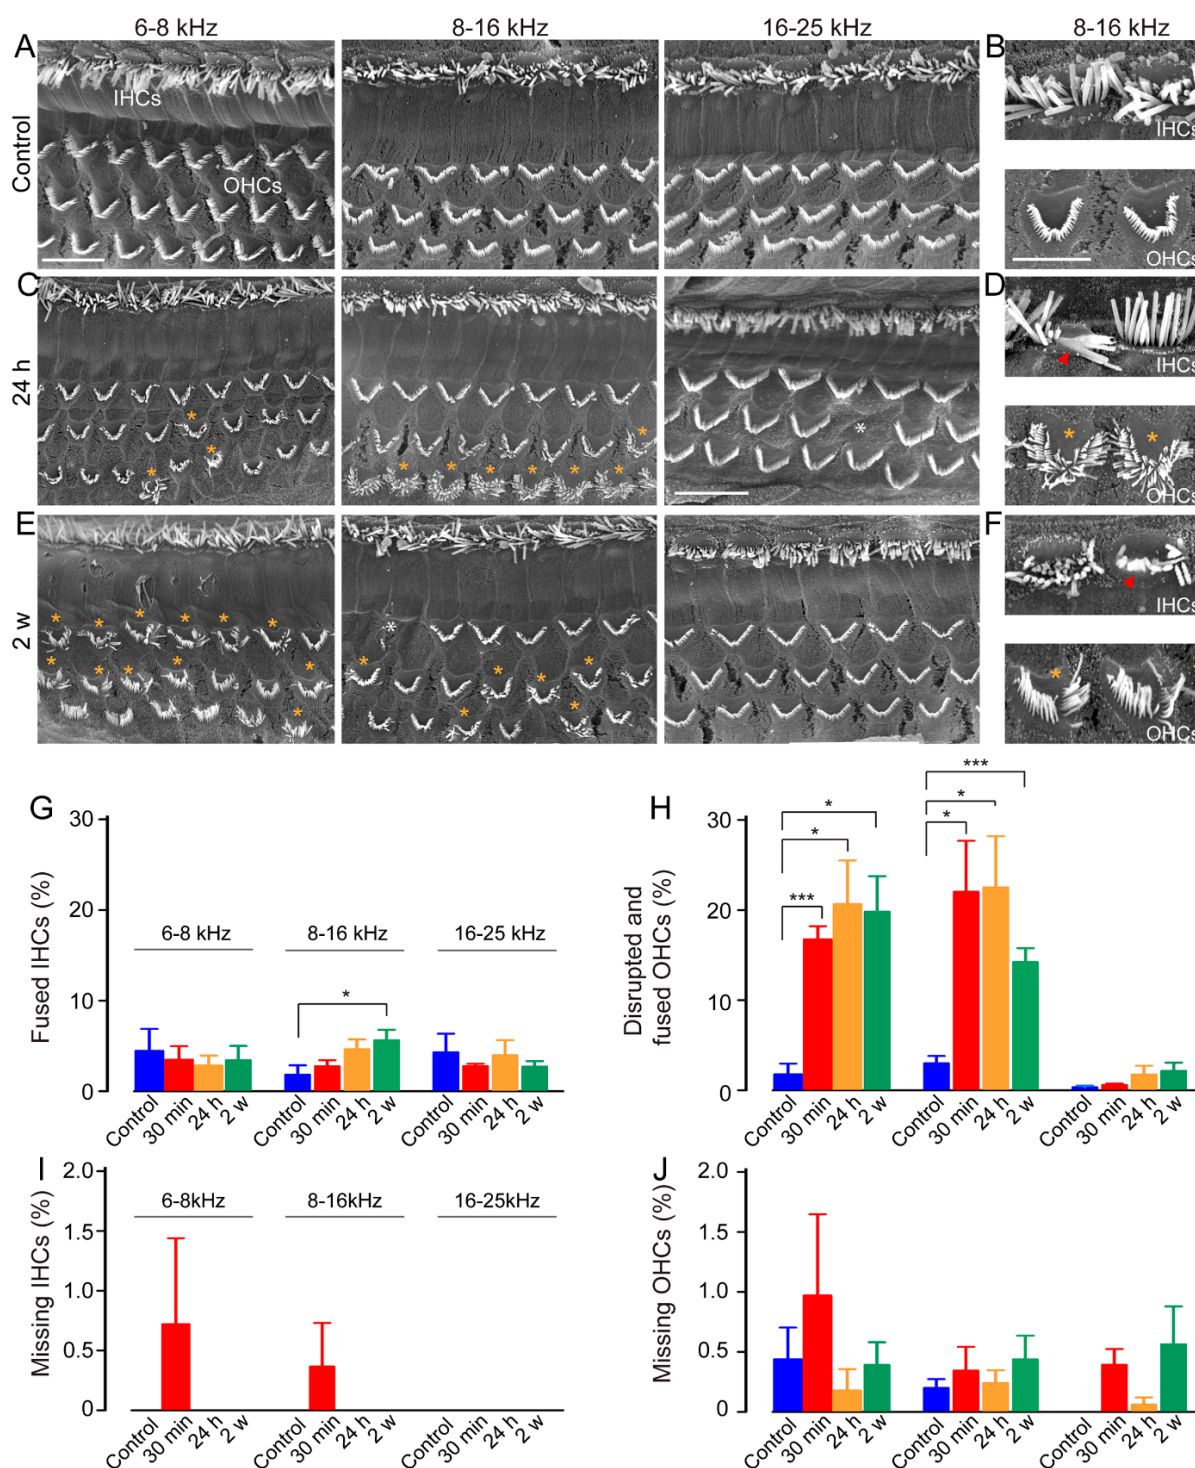 6-8 kHz 8-16 kHz 16-25 kHz 8-16 kHz
A
Control
IHCs
OHCs
B
IHCs
OHCs
C
24 h
*
*
*
* * * * * * *
*
D
IHCs
* *
OHCs
E
2 w
* * * * * *
* * * * *
*
*
* * *
* * *
F
IHCs
*
OHCs
G
Fused IHCs (%)
30
20
10
0
6-8 kHz 8-16 kHz 16-25 kHz
*
Control 30 min 24 h 2 w Control 30 min 24 h 2 w Control 30 min 24 h 2 w
H
Disrupted and
fused OHCs (%)
30
20
10
0
*** * * * * ***
Control 30 min 24 h 2 w Control 30 min 24 h 2 w Control 30 min 24 h 2 w
I
Missing IHCs (%)
2.0
1.5
1.0
0.5
0
6-8kHz 8-16kHz 16-25kHz
Control 30 min 24 h 2 w Control 30 min 24 h 2 w Control 30 min 24 h 2 w
J
Missing OHCs (%)
2.0
1.5
1.0
0.5
0
Control 30 min 24 h 2 w Control 30 min 24 h 2 w Control 30 min 24 h 2 w